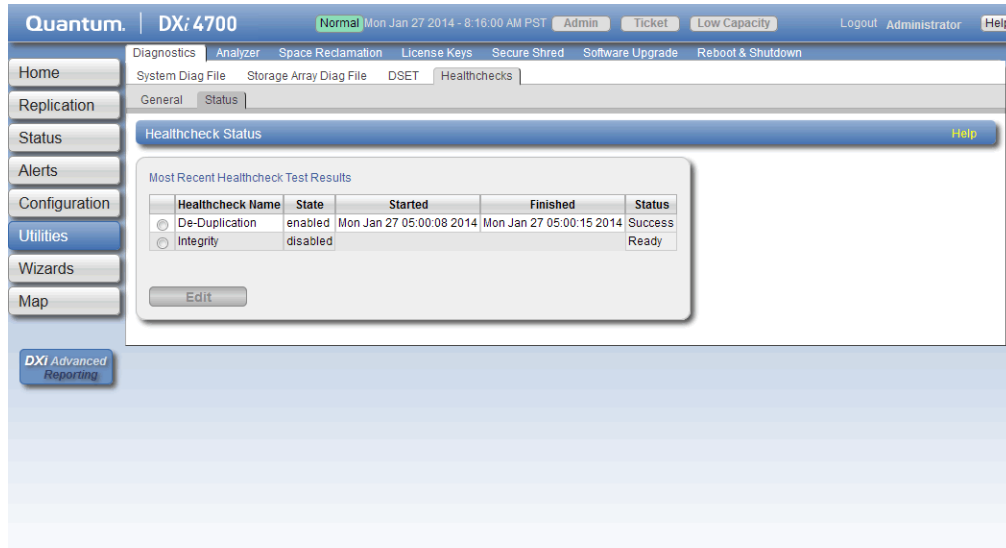 Quantum. DXi 4700 Normal Mon Jan 27 2014 - 8:16:00 AM PST Admin Ticket Low Capacity Logout Administrator Help
Diagnostics Analyzer Space Reclamation License Keys Secure Shred Software Upgrade Reboot & Shutdown
System Diag File Storage Array Diag File DSET Healthchecks
General Status
Home
Replication
Status
Alerts
Configuration
Utilities
Wizards
Map
DXi Advanced
Reporting
Healthcheck Status Help
Most Recent Healthcheck Test Results
Healthcheck Name State Started Finished Status
De-Duplication enabled Mon Jan 27 05:00:08 2014 Mon Jan 27 05:00:15 2014 Success
Integrity disabled Ready
Edit